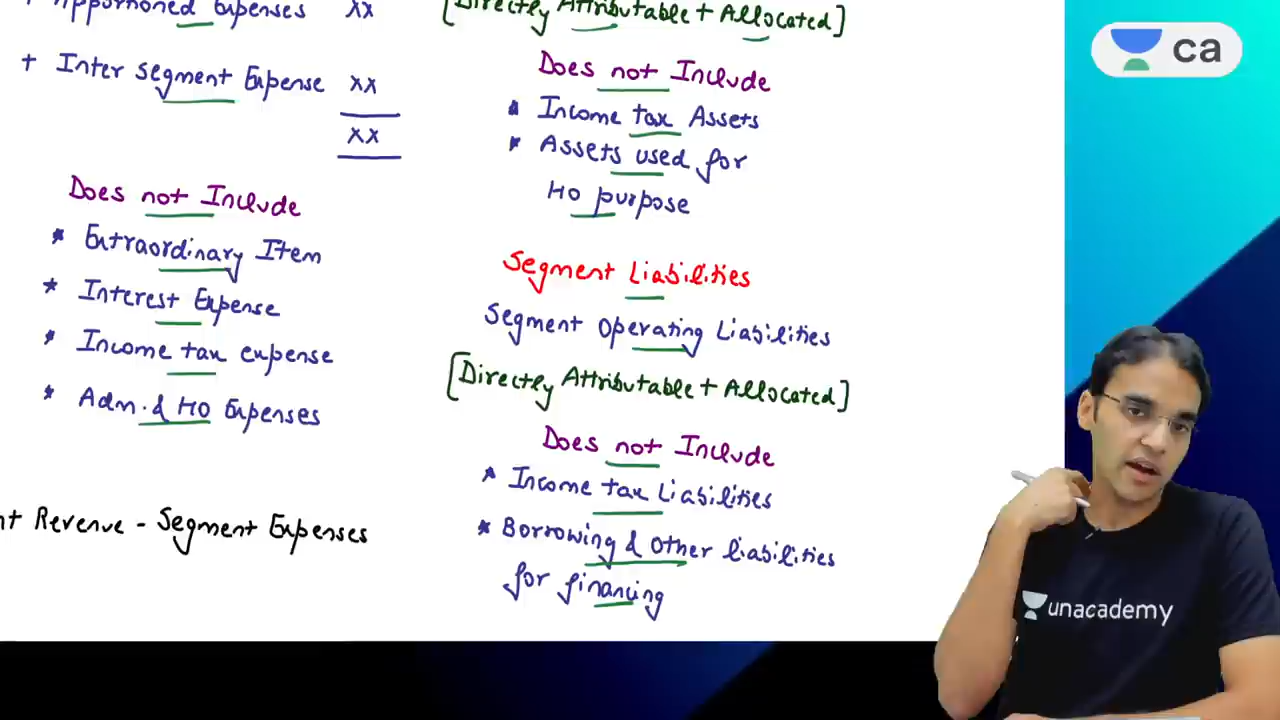 + Apportioned Expenses xx
+ Inter segment Expense xx
xx
Does not Include
* Extraordinary Item
* Interest Expense
* Income tax expense
* Adm. & HO Expenses
nt Revenue - Segment Expenses
[Directly Attributable + Allocated]
Does not Include
* Income tax Assets
* Assets used for
HO purpose
Segment Liabilities
Segment Operating Liabilities
[Directly Attributable + Allocated]
Does not Include
* Income tax Liabilities
* Borrowing & Other liabilities
for financing
ca
unacademy